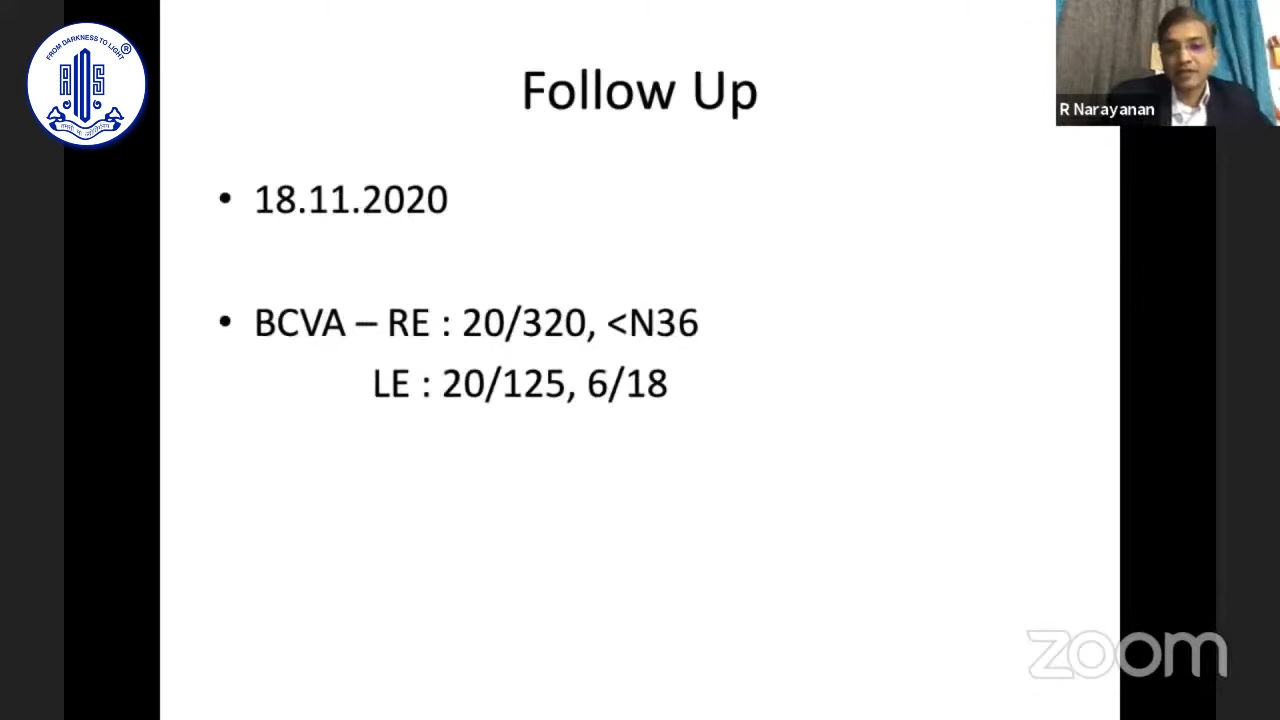 FROM DARKNESS TO LIGHT
®
AIOS
Follow Up
R Narayanan
• 18.11.2020
• BCVA – RE : 20/320, <N36
LE : 20/125, 6/18
zoom